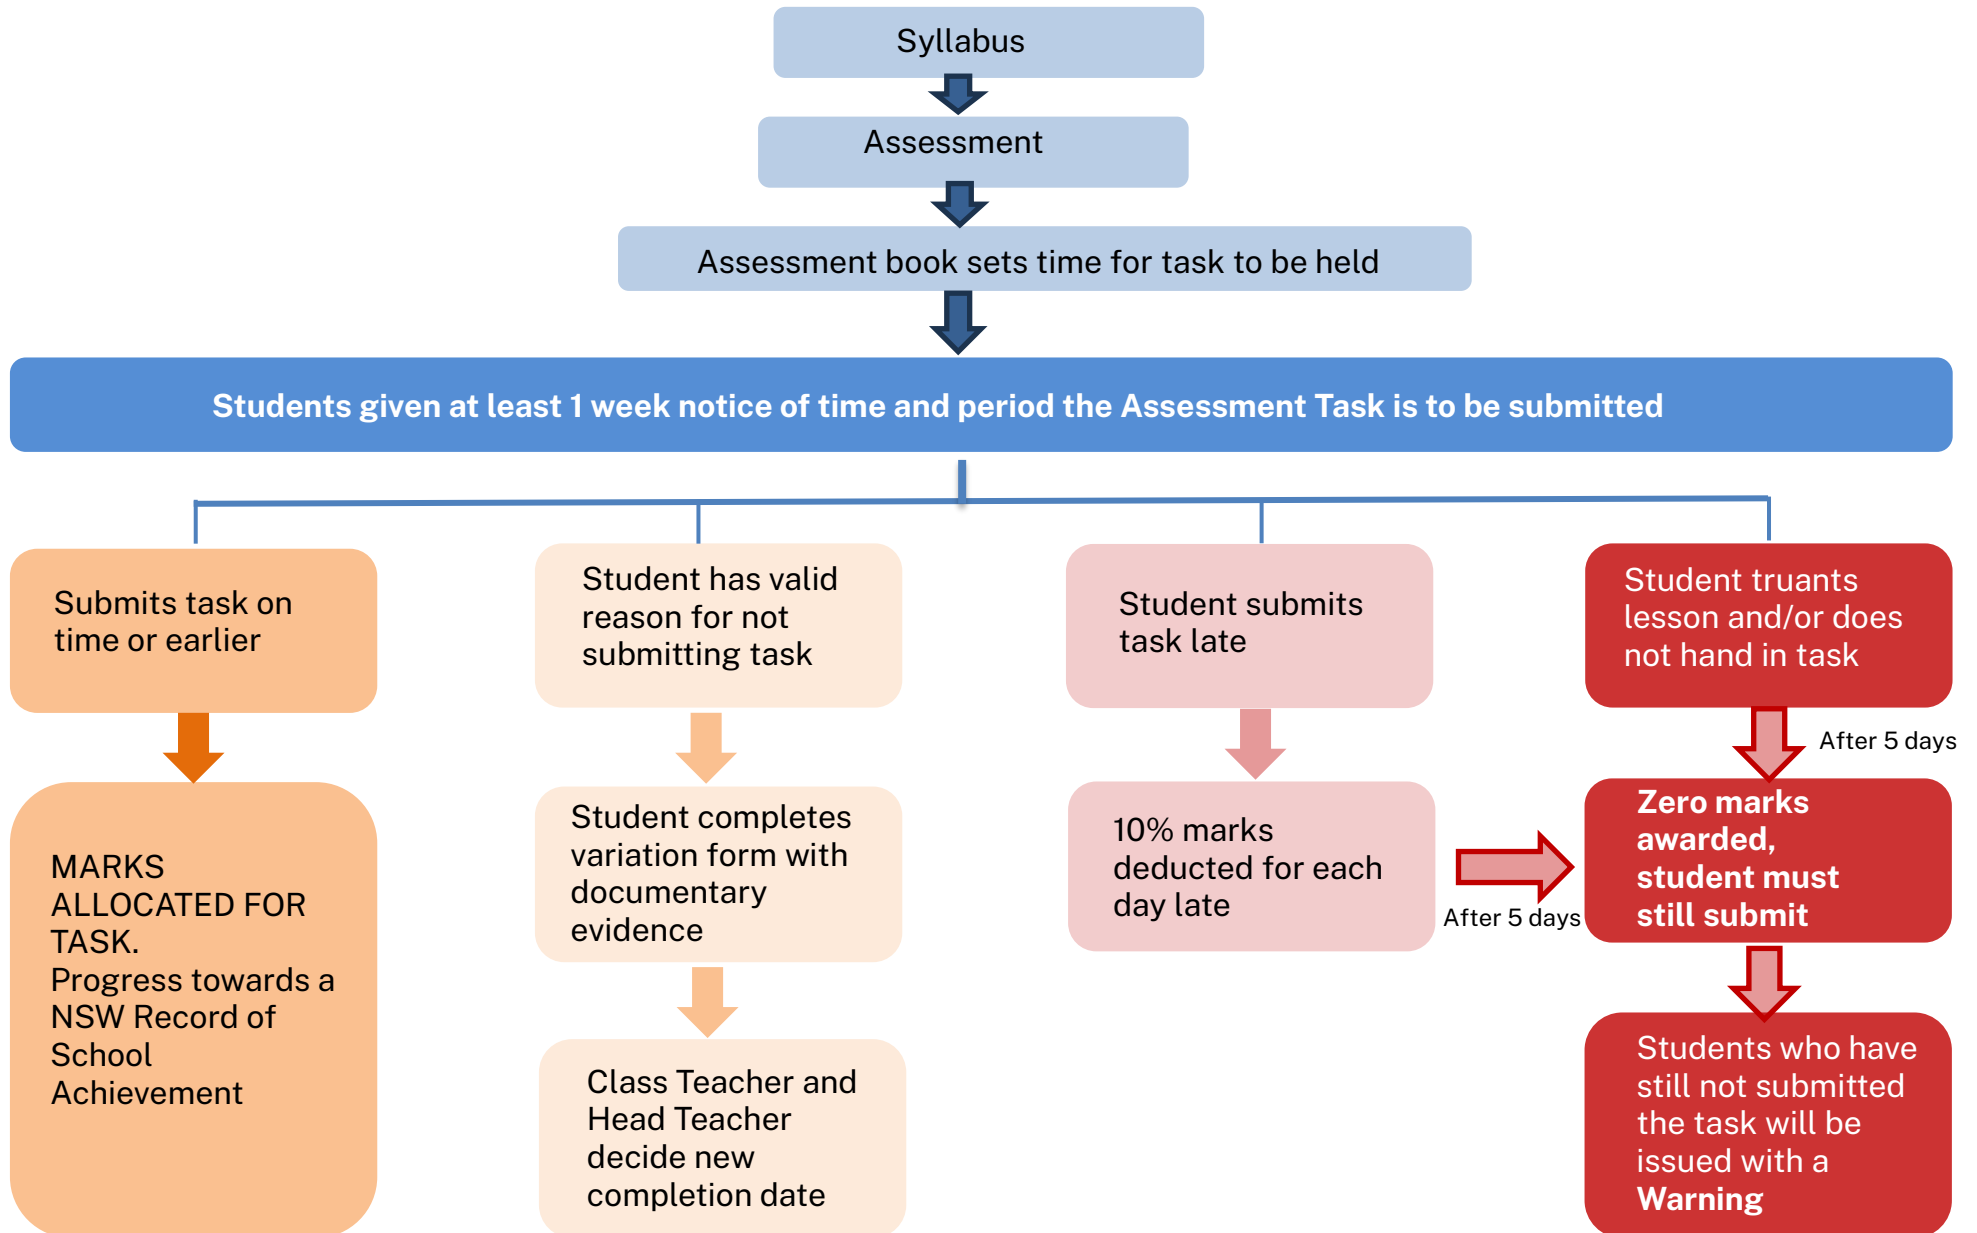 Syllabus
Assessment
Assessment book sets time for task to be held
Students given at least 1 week notice of time and period the Assessment Task is to be submitted
Submits task on
time or earlier
MARKS
ALLOCATED FOR
TASK.
Progress towards a
NSW Record of
School
Achievement
Student has valid
reason for not
submitting task
Student completes
variation form with
documentary
evidence
Class Teacher and
Head Teacher
decide new
completion date
Student submits
task late
10% marks
deducted for each
day late
After 5 days
Student truants
lesson and/or does
not hand in task
After 5 days
Zero marks
awarded,
student must
still submit
Students who have
still not submitted
the task will be
issued with a
Warning